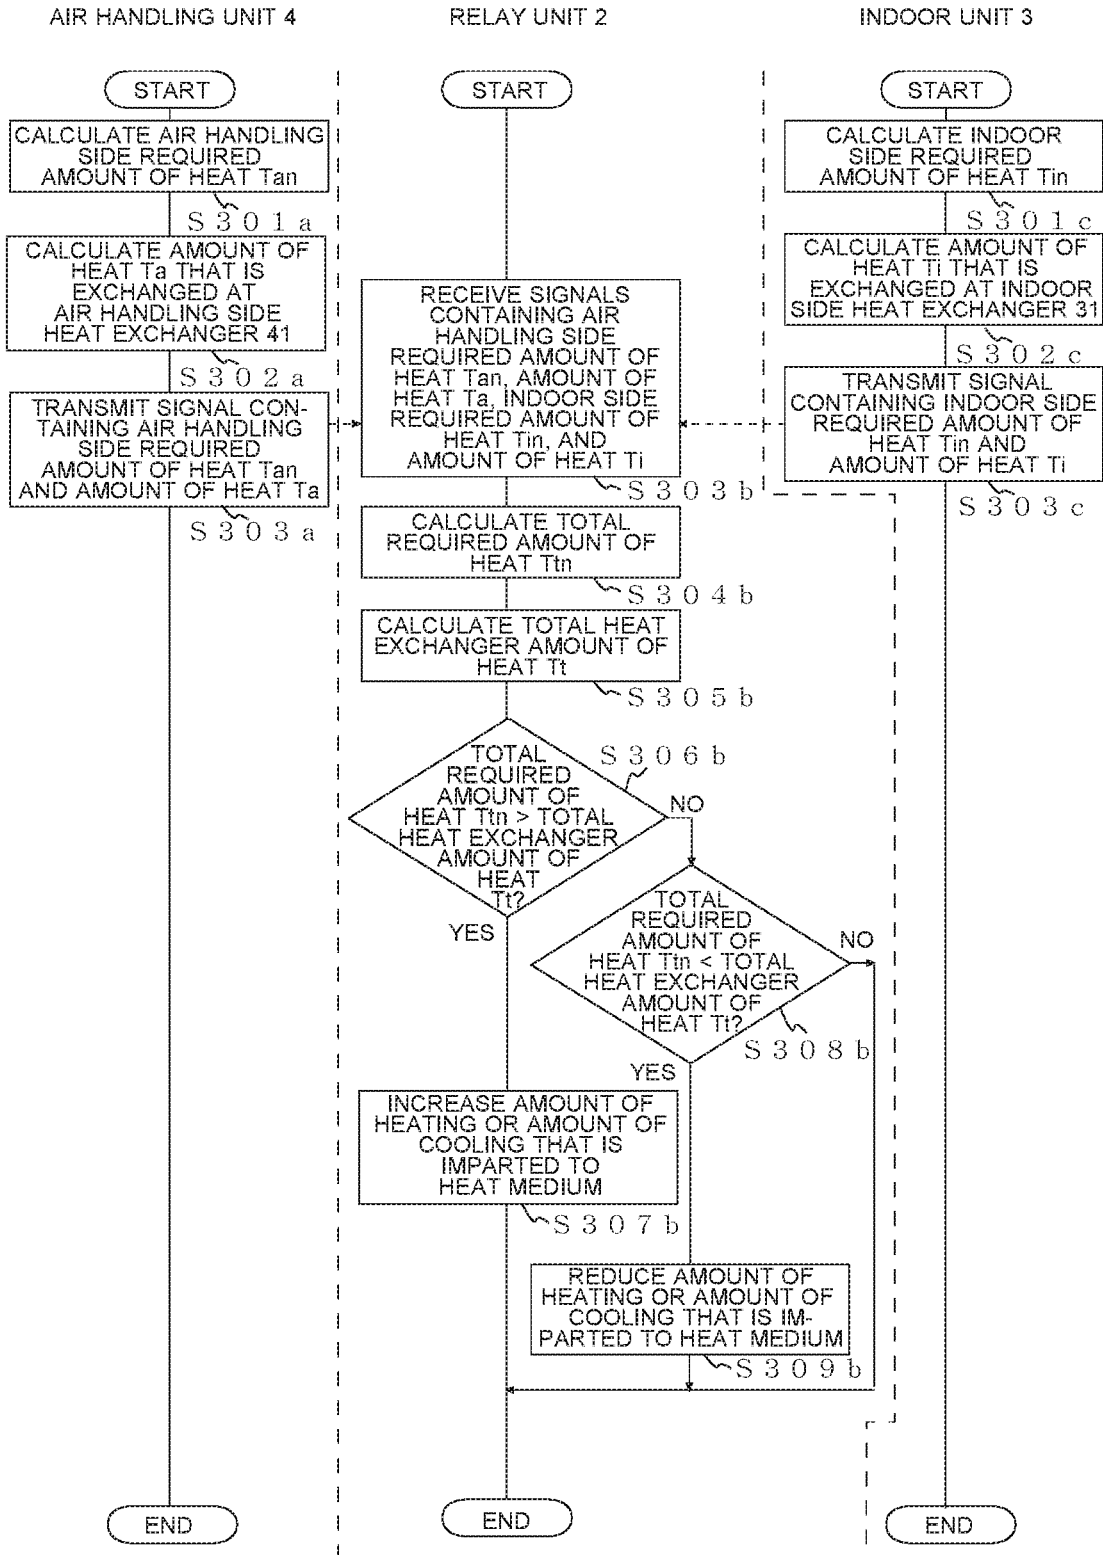 AIR HANDLING UNIT 4
START
CALCULATE AIR HANDLING
SIDE REQUIRED
AMOUNT OF HEAT Tan
S301a
CALCULATE AMOUNT OF
HEAT Ta THAT IS
EXCHANGED AT
AIR HANDLING SIDE
HEAT EXCHANGER 41
S302a
TRANSMIT SIGNAL CON-
TAINING AIR HANDLING
SIDE REQUIRED
AMOUNT OF HEAT Tan
AND AMOUNT OF HEAT Ta
S303a
END
RELAY UNIT 2
START
RECEIVE SIGNALS
CONTAINING AIR
HANDLING SIDE
REQUIRED AMOUNT OF
HEAT Tan, AMOUNT OF
HEAT Ta, INDOOR SIDE
REQUIRED AMOUNT OF
HEAT Tin, AND
AMOUNT OF HEAT Ti
S303b
CALCULATE TOTAL
REQUIRED AMOUNT OF
HEAT Ttn
S304b
CALCULATE TOTAL HEAT
EXCHANGER AMOUNT OF
HEAT Tt
S305b
TOTAL
REQUIRED
AMOUNT OF
HEAT Ttn > TOTAL
HEAT EXCHANGER
AMOUNT OF
HEAT
Tt?
S306b
NO
YES
TOTAL
REQUIRED
AMOUNT OF
HEAT Ttn < TOTAL
HEAT EXCHANGER
AMOUNT OF
HEAT Tt?
S308b
NO
YES
INCREASE AMOUNT OF
HEATING OR AMOUNT OF
COOLING THAT IS
IMPARTED TO
HEAT MEDIUM
S307b
REDUCE AMOUNT OF
HEATING OR AMOUNT OF
COOLING THAT IS IM-
PARTED TO HEAT MEDIUM
S309b
END
INDOOR UNIT 3
START
CALCULATE INDOOR
SIDE REQUIRED
AMOUNT OF HEAT Tin
S301c
CALCULATE AMOUNT OF
HEAT Ti THAT IS
EXCHANGED AT INDOOR
SIDE HEAT EXCHANGER 31
S302c
TRANSMIT SIGNAL
CONTAINING INDOOR SIDE
REQUIRED AMOUNT OF
HEAT Tin AND
AMOUNT OF HEAT Ti
S303c
END